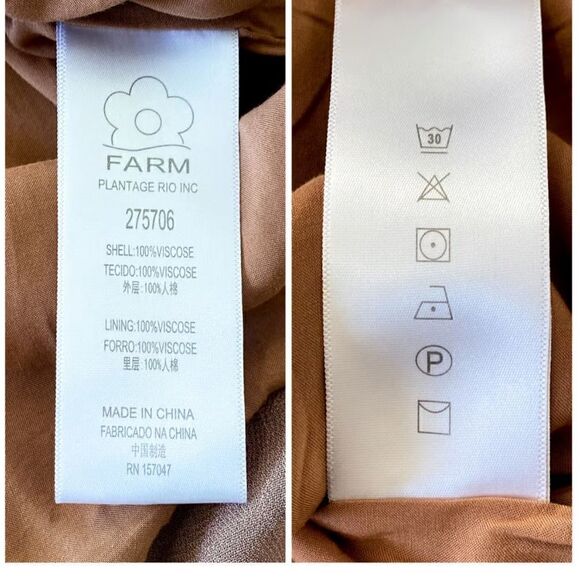 FARM
PLANTAGE RIO INC
275706
SHELL:100%VISCOSE
TECIDO:100%VISCOSE
外层:100%人棉
LINING:100%VISCOSE
FORRO:100%VISCOSE
里层:100%人棉
MADE IN CHINA
FABRICADO NA CHINA
中国制造
RN 157047
30
P